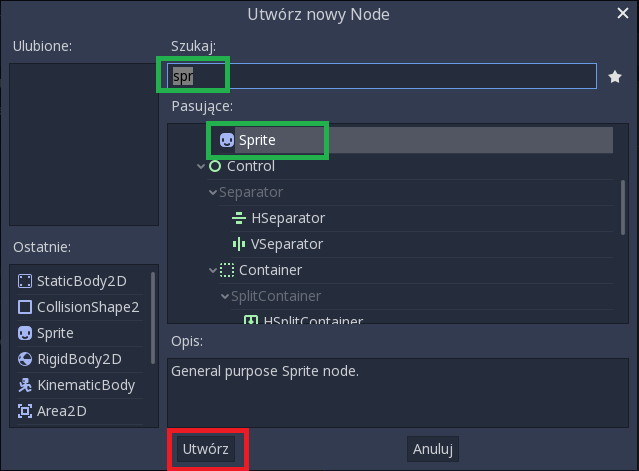 Utwórz nowy Node
Ulubione:
Szukaj:
spr
Pasujące:
Sprite
Control
Separator
HSeparator
VSeparator
Container
SplitContainer
HSplitContainer
Ostatnie:
StaticBody2D
CollisionShape2
Sprite
RigidBody2D
KinematicBody
Area2D
Opis:
General purpose Sprite node.
Utwórz
Anuluj